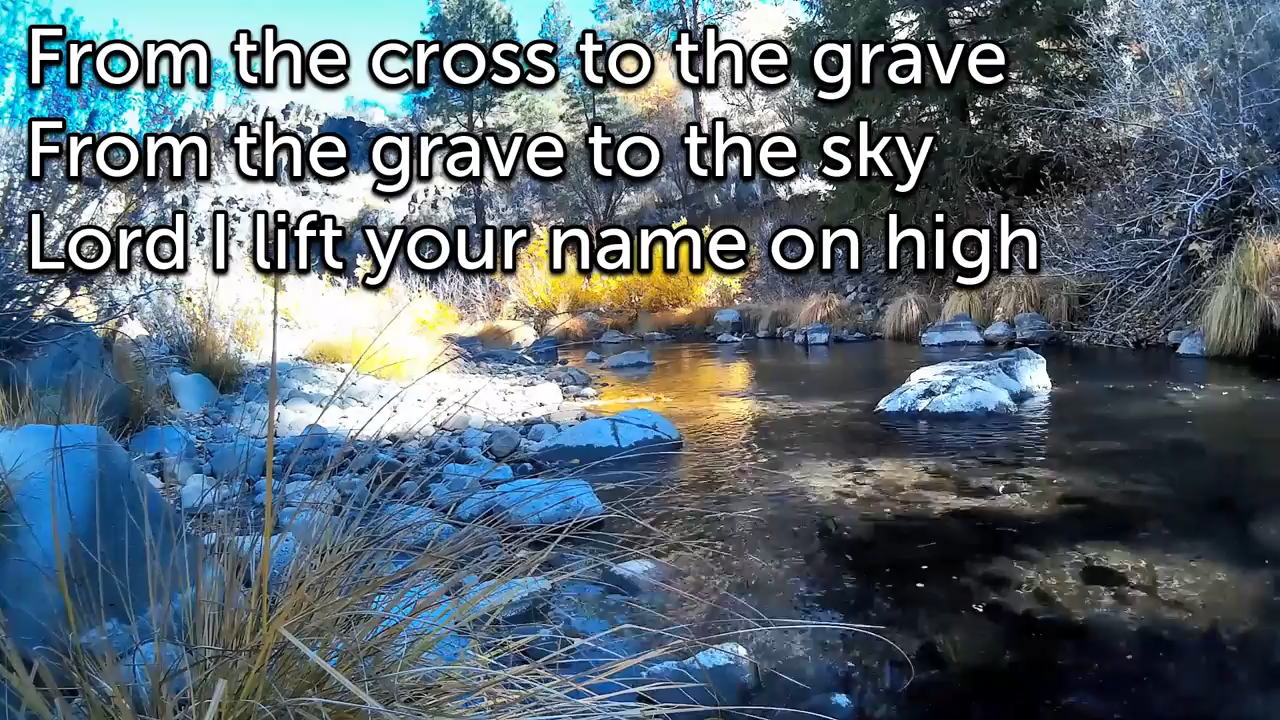 From the cross to the grave
From the grave to the sky
Lord I lift your name on high